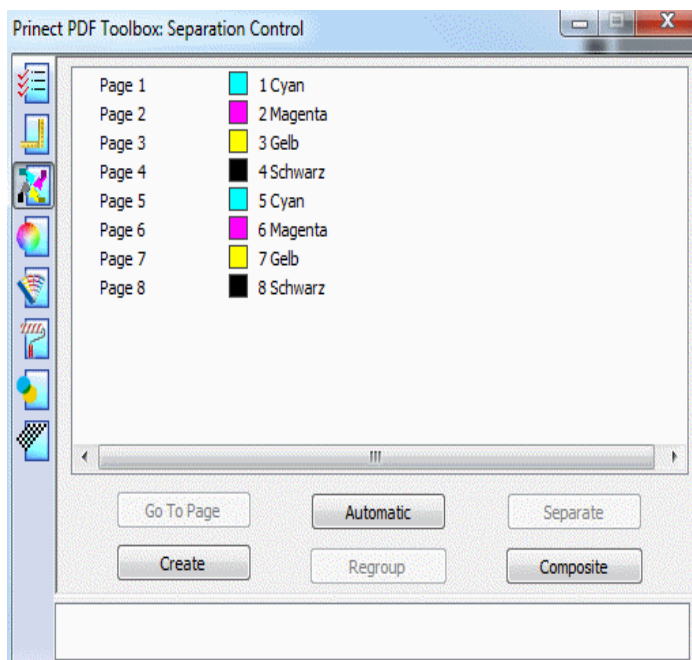 Prinect PDF Toolbox: Separation Control
Page 1 1 Cyan
Page 2 2 Magenta
Page 3 3 Gelb
Page 4 4 Schwarz
Page 5 5 Cyan
Page 6 6 Magenta
Page 7 7 Gelb
Page 8 8 Schwarz
Go To Page Automatic Separate
Create Regroup Composite